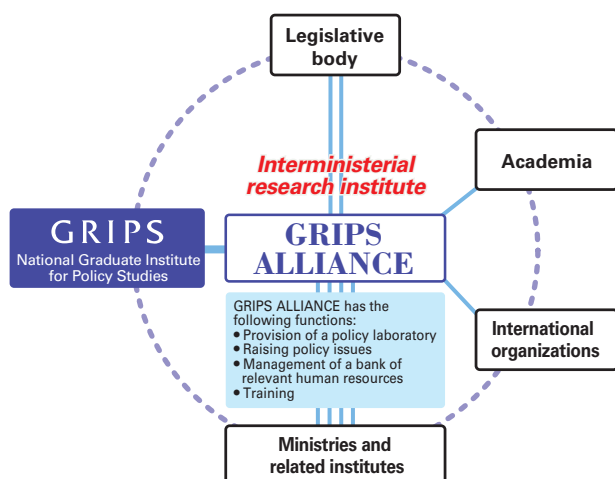 Legislative
body
Interministerial
research institute
Academia
GRIPS
National Graduate Institute
for Policy Studies
GRIPS
ALLIANCE
GRIPS ALLIANCE has the
following functions:
● Provision of a policy laboratory
● Raising policy issues
● Management of a bank of
relevant human resources
● Training
International
organizations
Ministries and
related institutes